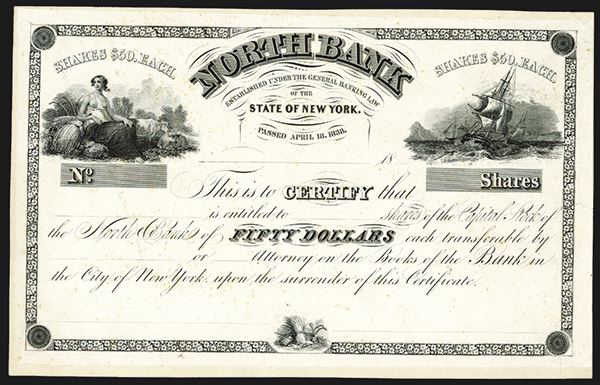 SHARES $50. EACH.
NORTH BANK
SHARES $50. EACH.
ESTABLISHED UNDER THE GENERAL BANKING LAW
OF THE
STATE OF NEW YORK.
PASSED APRIL 18. 1838.
18
No.
Shares
This is to CERTIFY that
is entitled to shares of the Capital Stock of
the North Bank of FIFTY DOLLARS each transferable by
or Attorney on the Books of the Bank in
the City of New York, upon the surrender of this Certificate.